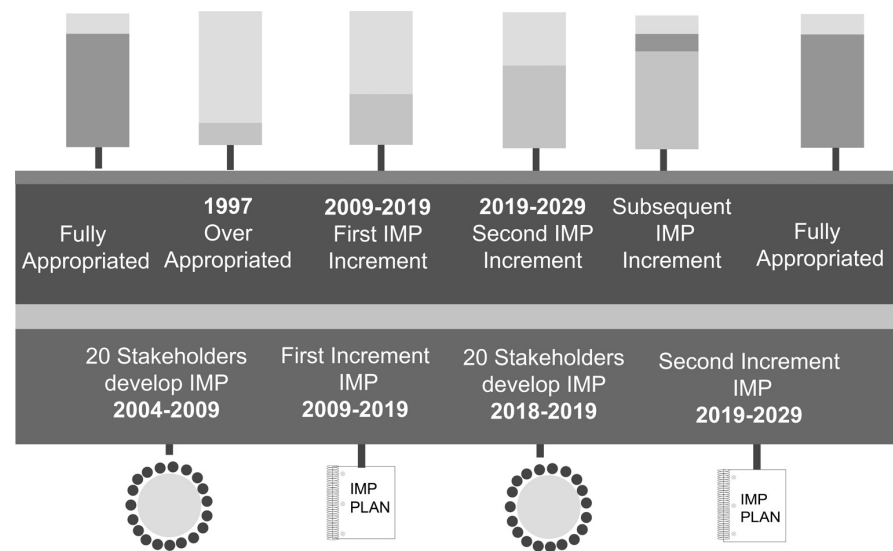 Fully
Appropriated
1997
Over
Appropriated
2009-2019
First IMP
Increment
2019-2029
Second IMP
Increment
Subsequent
IMP
Increment
Fully
Appropriated
20 Stakeholders
develop IMP
2004-2009
First Increment
IMP
2009-2019
20 Stakeholders
develop IMP
2018-2019
Second Increment
IMP
2019-2029
IMP
PLAN
IMP
PLAN